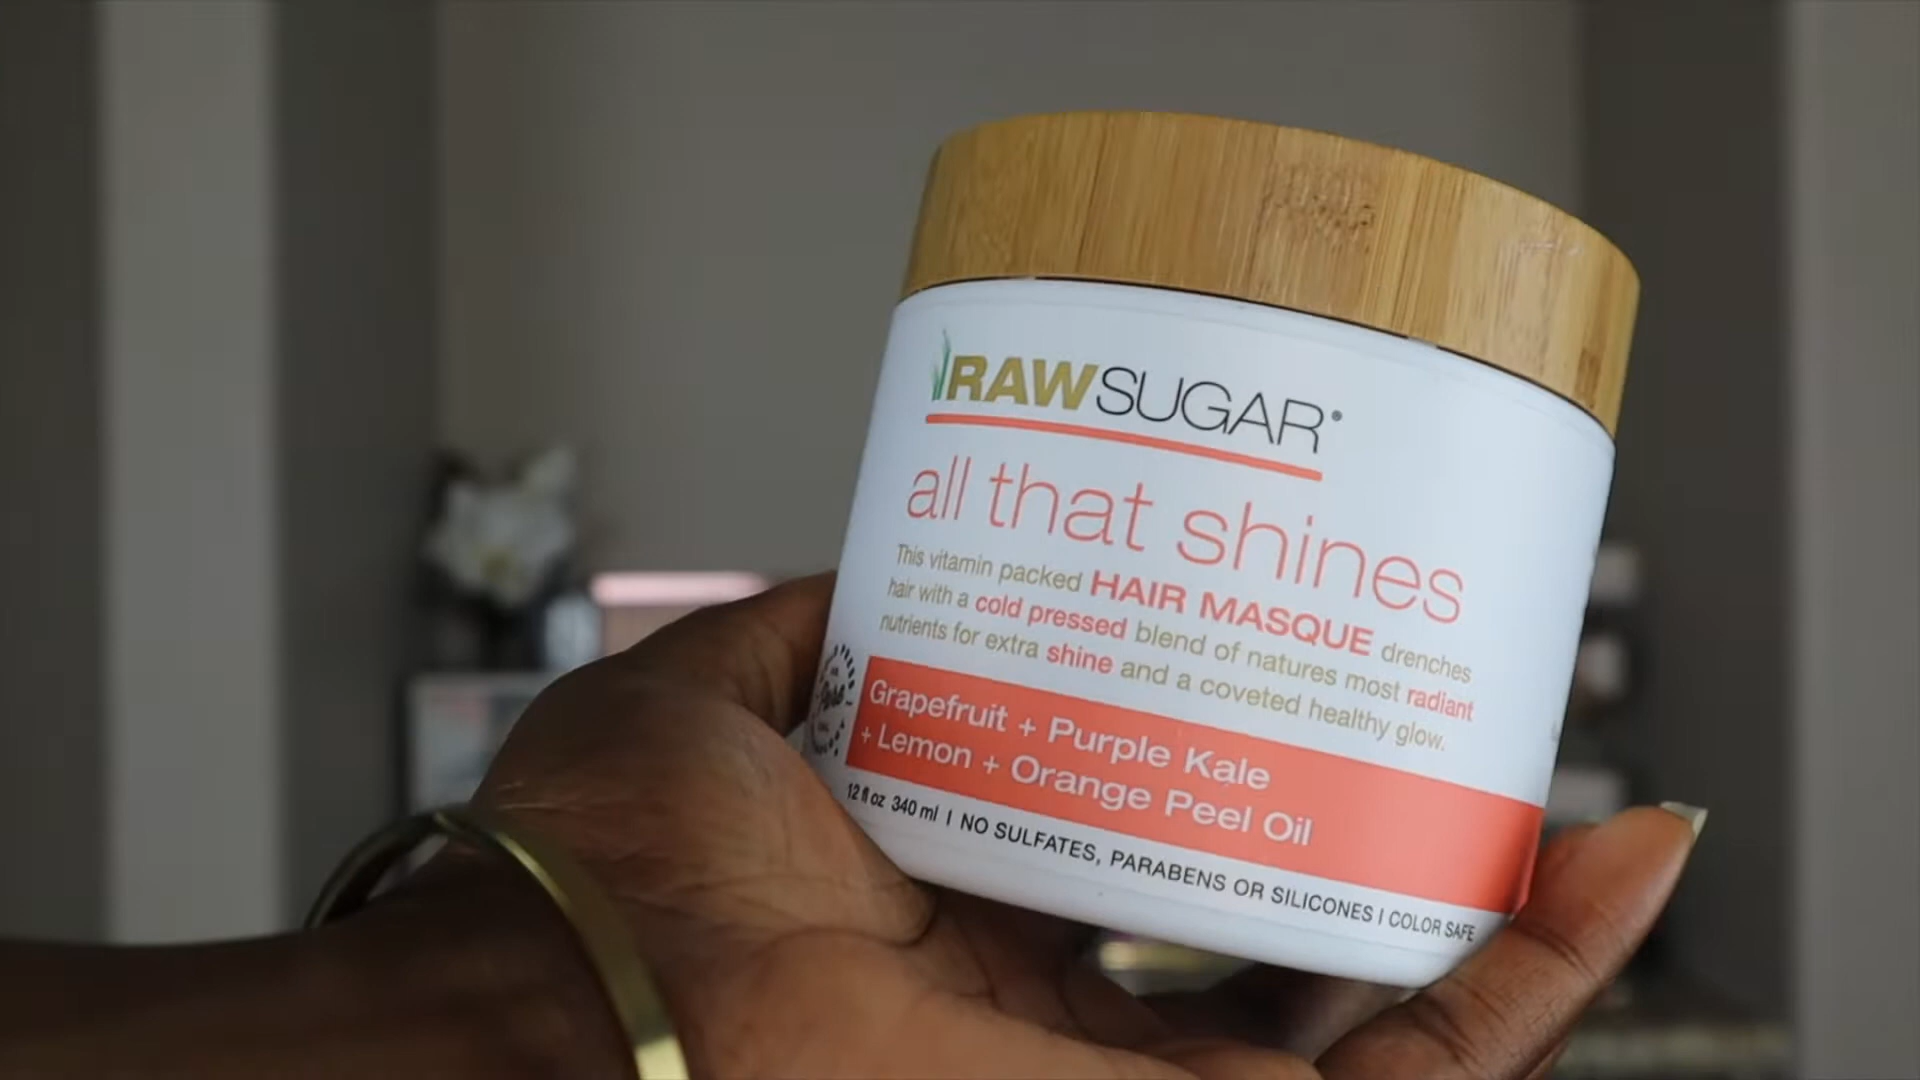 RAWSUGAR®
all that shines
This vitamin packed HAIR MASQUE drenches
hair with a cold pressed blend of natures most radiant
nutrients for extra shine and a coveted healthy glow.
Grapefruit + Purple Kale
+ Lemon + Orange Peel Oil
12 fl oz 340 ml | NO SULFATES, PARABENS OR SILICONES | COLOR SAFE